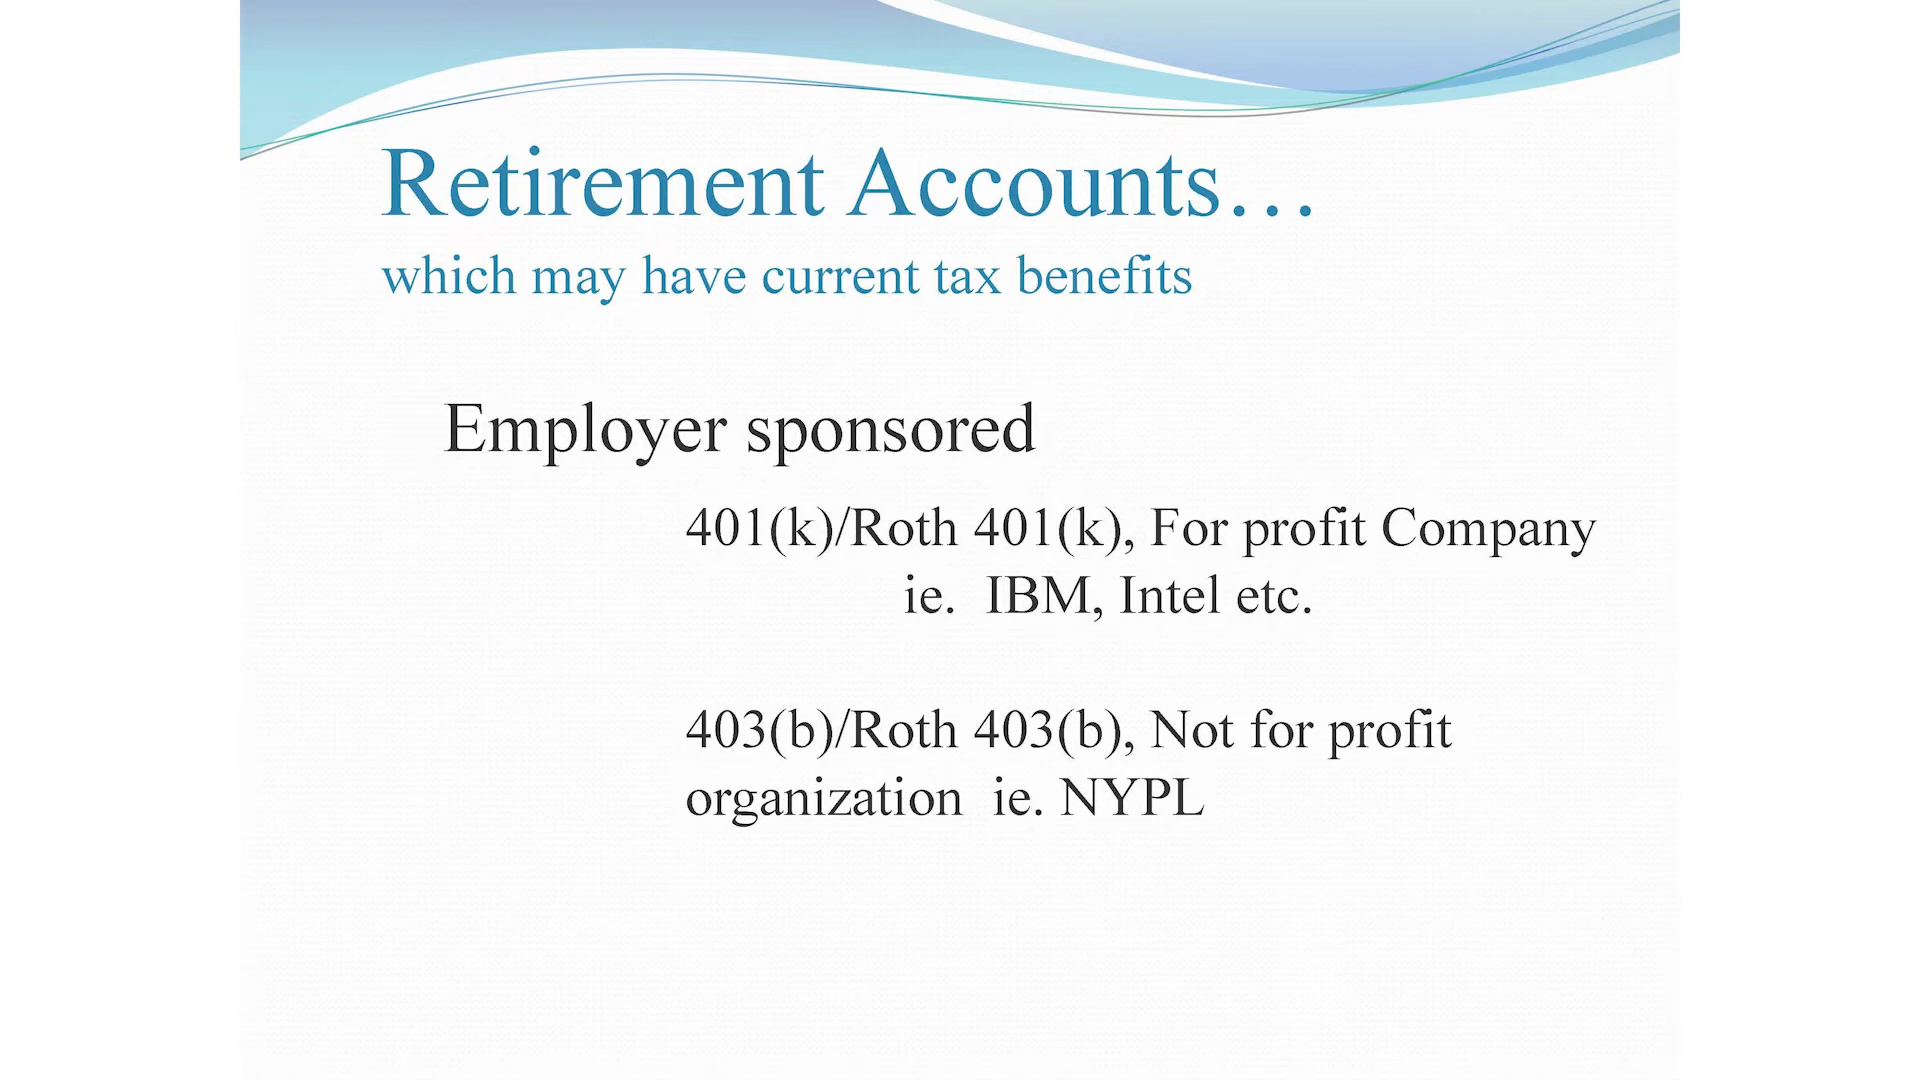 Retirement Accounts…
which may have current tax benefits
Employer sponsored
401(k)/Roth 401(k), For profit Company
ie.  IBM, Intel etc.
403(b)/Roth 403(b), Not for profit
organization  ie. NYPL